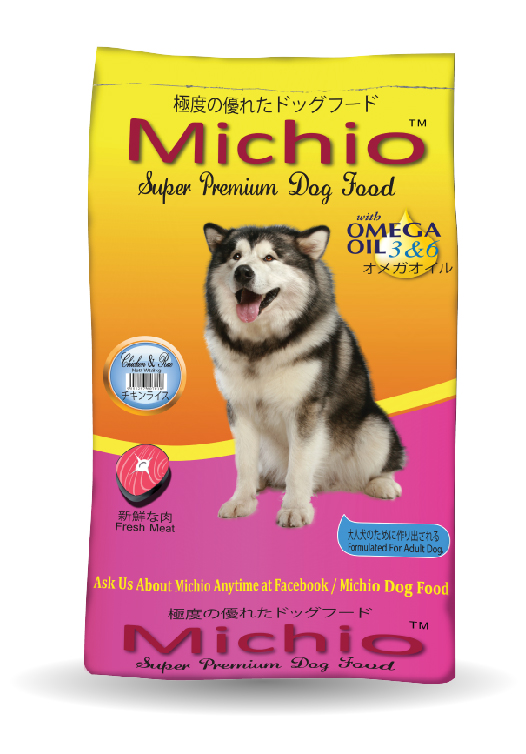 極度の優れたドッグフード
Michio™
Super Premium Dog Food
with
OMEGA
OIL 3 & 6
オメガオイル
Chicken &
チキンライス
新鮮な肉
Fresh Meat
大人犬のために作り出される
Formulated For Adult Dog
Ask Us About Michio Anytime at Facebook / Michio Dog Food
極度の優れたドッグフード
Michio™
Super Premium Dog Food